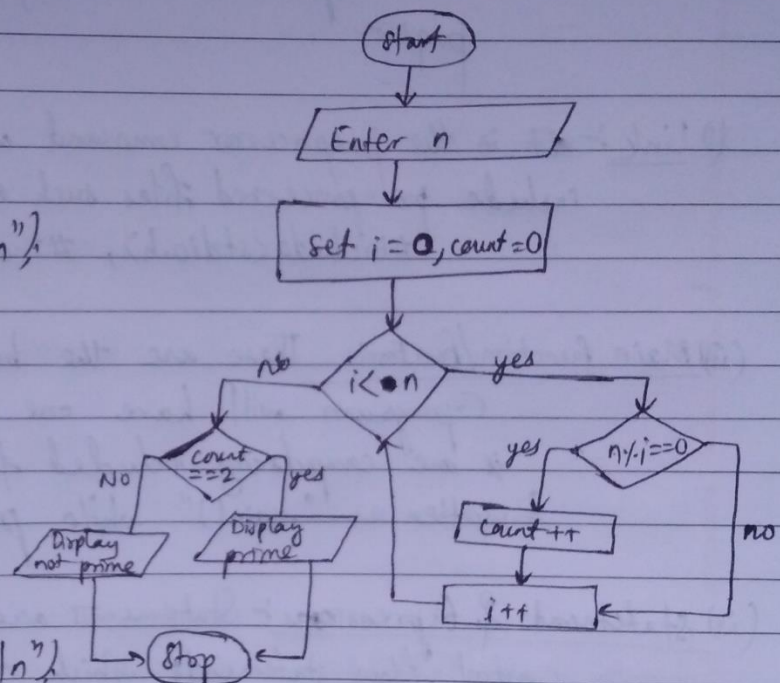 Start
Enter n
set i = 0, count=0
n");
i< n
no
yes
count
==2
n%i==0
yes
NO
yes
no
Display
not prime
Display
prime
count ++
i++
Stop
n")